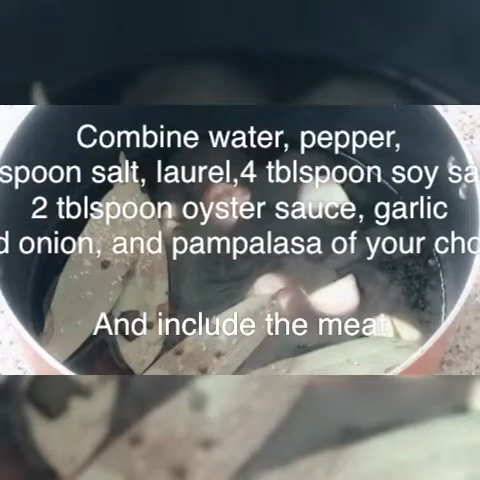 Combine water, pepper,
spoon salt, laurel,4 tblspoon soy sa
2 tblspoon oyster sauce, garlic
d onion, and pampalasa of your cho
And include the meat